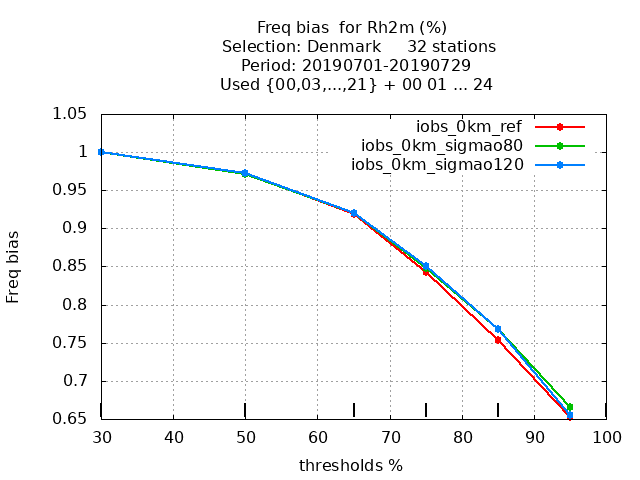 Freq bias  for Rh2m (%)
Selection: Denmark     32 stations
Period: 20190701-20190729
Used {00,03,...,21} + 00 01 ... 24
iobs_0km_ref
iobs_0km_sigmao80
iobs_0km_sigmao120
1.05
1
0.95
0.9
0.85
0.8
0.75
0.7
0.65
Freq bias
30 40 50 60 70 80 90 100
thresholds %